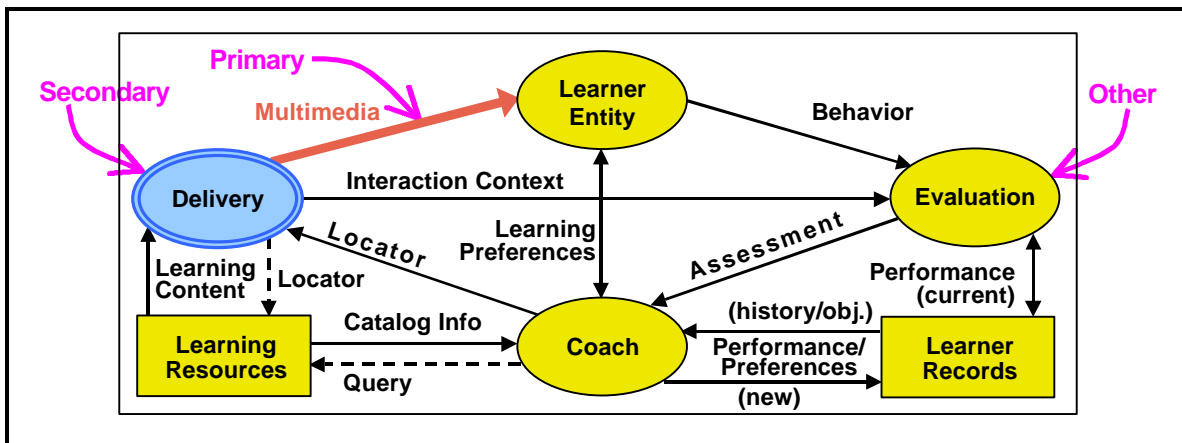 Primary
Secondary
Multimedia
Learner
Entity
Behavior
Other
Delivery
Interaction Context
Evaluation
Locator
Learning
Preferences
Assessment
Learning
Content
Locator
Performance
(current)
Learning
Resources
Catalog Info
Query
Coach
(history/obj.)
Performance/
Preferences
(new)
Learner
Records